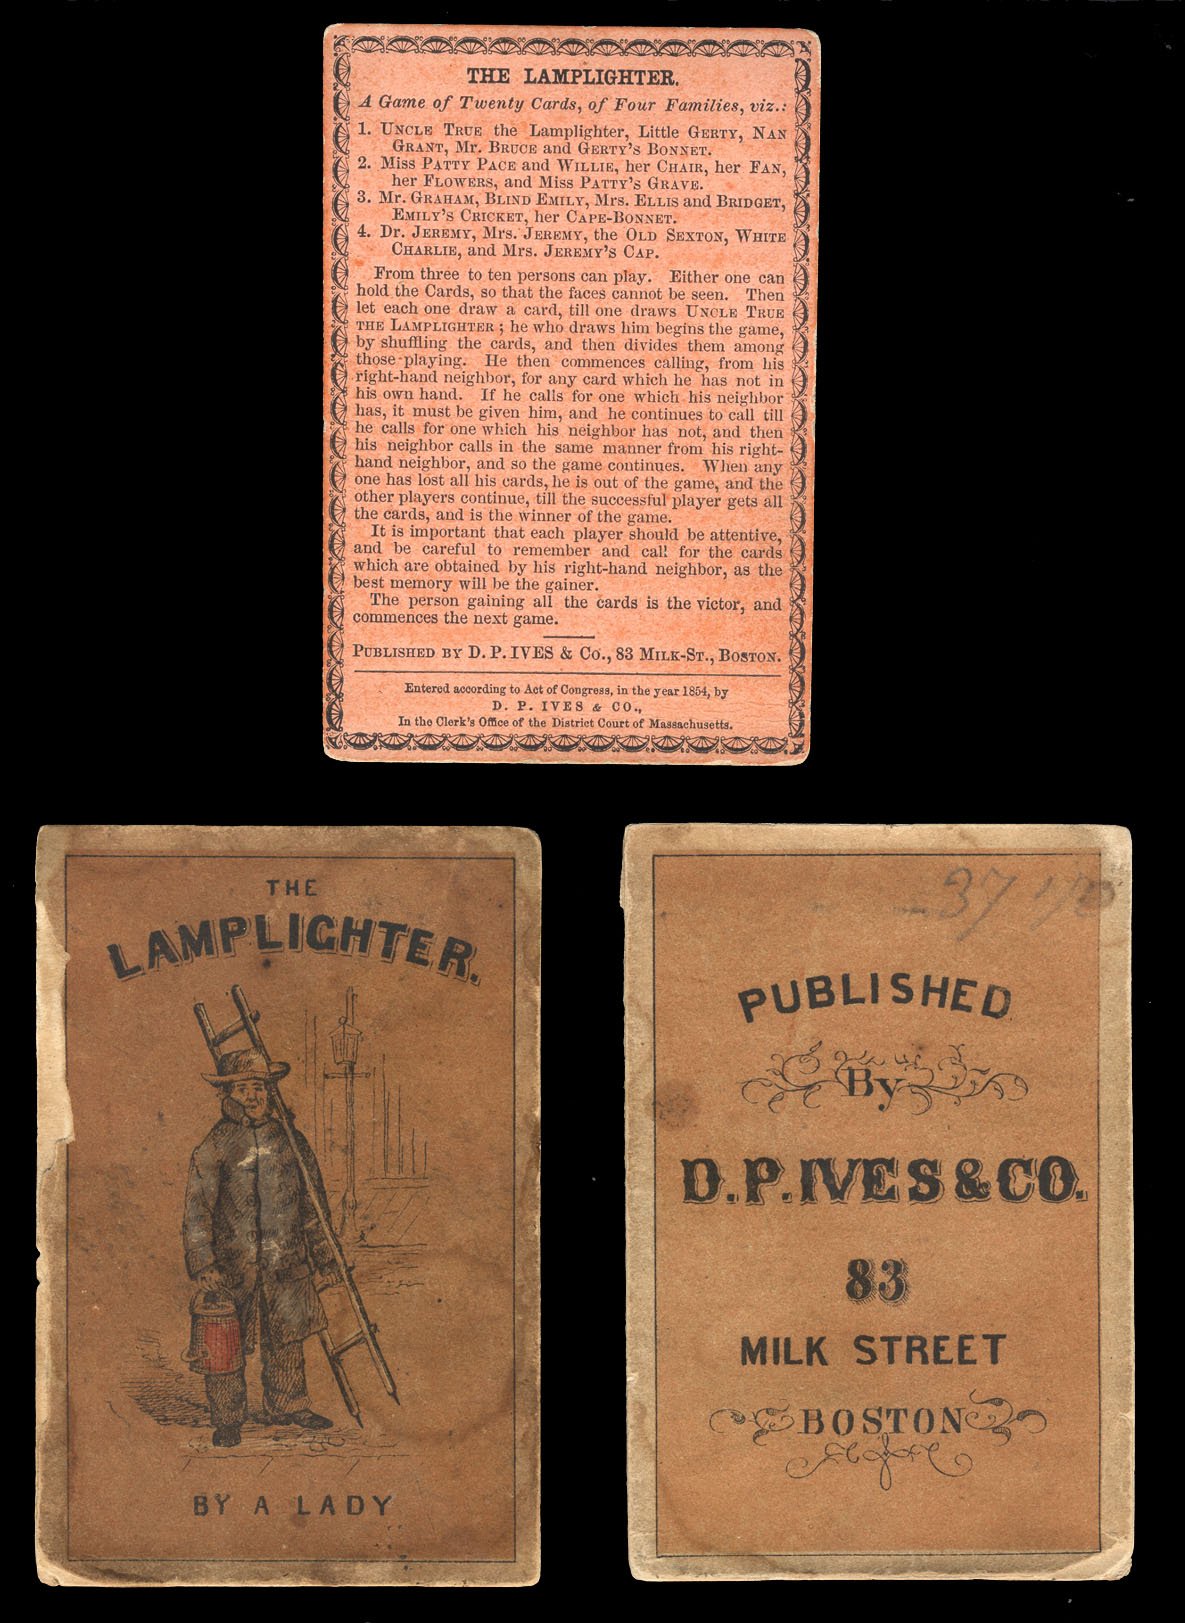 THE LAMPLIGHTER.
A Game of Twenty Cards, of Four Families, viz.:
1. UNCLE TRUE the Lamplighter, Little GERTY, NAN
GRANT, Mr. BRUCE and GERTY'S BONNET.
2. Miss PATTY PACE and WILLIE, her CHAIR, her FAN,
her FLOWERS, and Miss PATTY'S GRAVE.
3. Mr. GRAHAM, BLIND EMILY, Mrs. ELLIS and BRIDGET,
EMILY'S CRICKET, her CAPE-BONNET.
4. Dr. JEREMY, Mrs. JEREMY, the OLD SEXTON, WHITE
CHARLIE, and Mrs. JEREMY'S CAP.
From three to ten persons can play. Either one can
hold the Cards, so that the faces cannot be seen. Then
let each one draw a card, till one draws UNCLE TRUE
THE LAMPLIGHTER; he who draws him begins the game,
by shuffling the cards, and then divides them among
those playing. He then commences calling, from his
right-hand neighbor, for any card which he has not in
his own hand. If he calls for one which his neighbor
has, it must be given him, and he continues to call till
he calls for one which his neighbor has not, and then
his neighbor calls in the same manner from his right-
hand neighbor, and so the game continues. When any
one has lost all his cards, he is out of the game, and the
other players continue, till the successful player gets all
the cards, and is the winner of the game.
It is important that each player should be attentive,
and be careful to remember and call for the cards
which are obtained by his right-hand neighbor, as the
best memory will be the gainer.
The person gaining all the cards is the victor, and
commences the next game.
PUBLISHED BY D. P. IVES & CO., 83 MILK-ST., BOSTON.
Entered according to Act of Congress, in the year 1854, by
D. P. IVES & CO.,
In the Clerk's Office of the District Court of Massachusetts.
THE
LAMPLIGHTER.
BY A LADY
37
PUBLISHED
By
D.P.IVES & CO.
83
MILK STREET
BOSTON